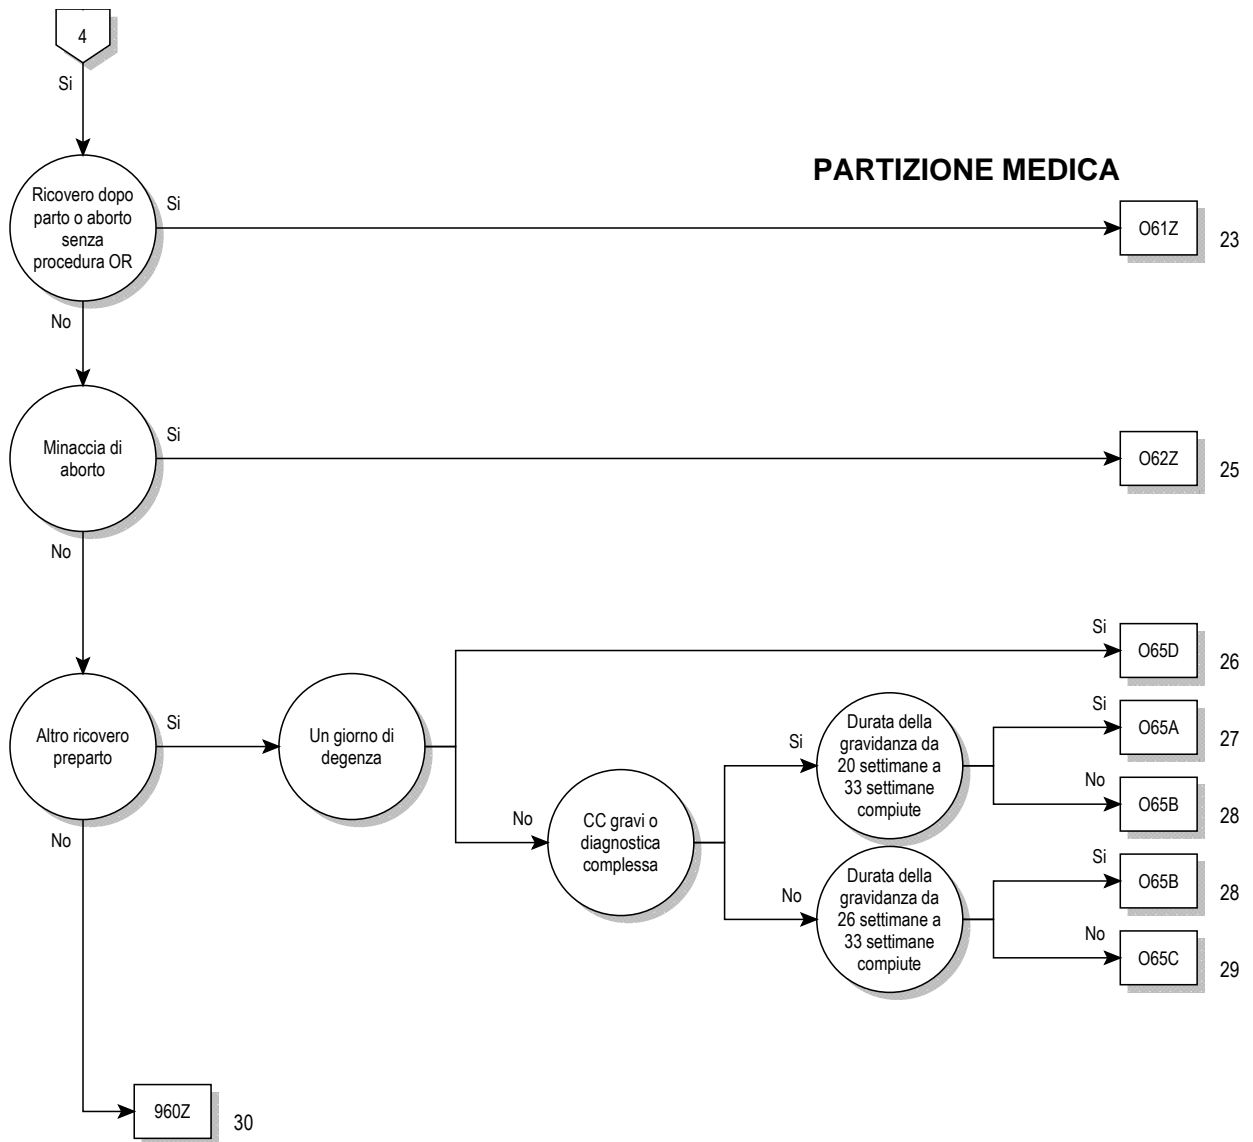 4
Si
PARTIZIONE MEDICA
Ricovero dopo
parto o aborto
senza
procedura OR
Si
O61Z
23
No
Minaccia di
aborto
Si
O62Z
25
No
Si
O65D
26
Altro ricovero
preparto
Si
Un giorno di
degenza
No
CC gravi o
diagnostica
complessa
Si
Durata della
gravidanza da
20 settimane a
33 settimane
compiute
Si
O65A
27
No
O65B
28
No
Durata della
gravidanza da
26 settimane a
33 settimane
compiute
Si
O65B
28
No
O65C
29
No
960Z
30